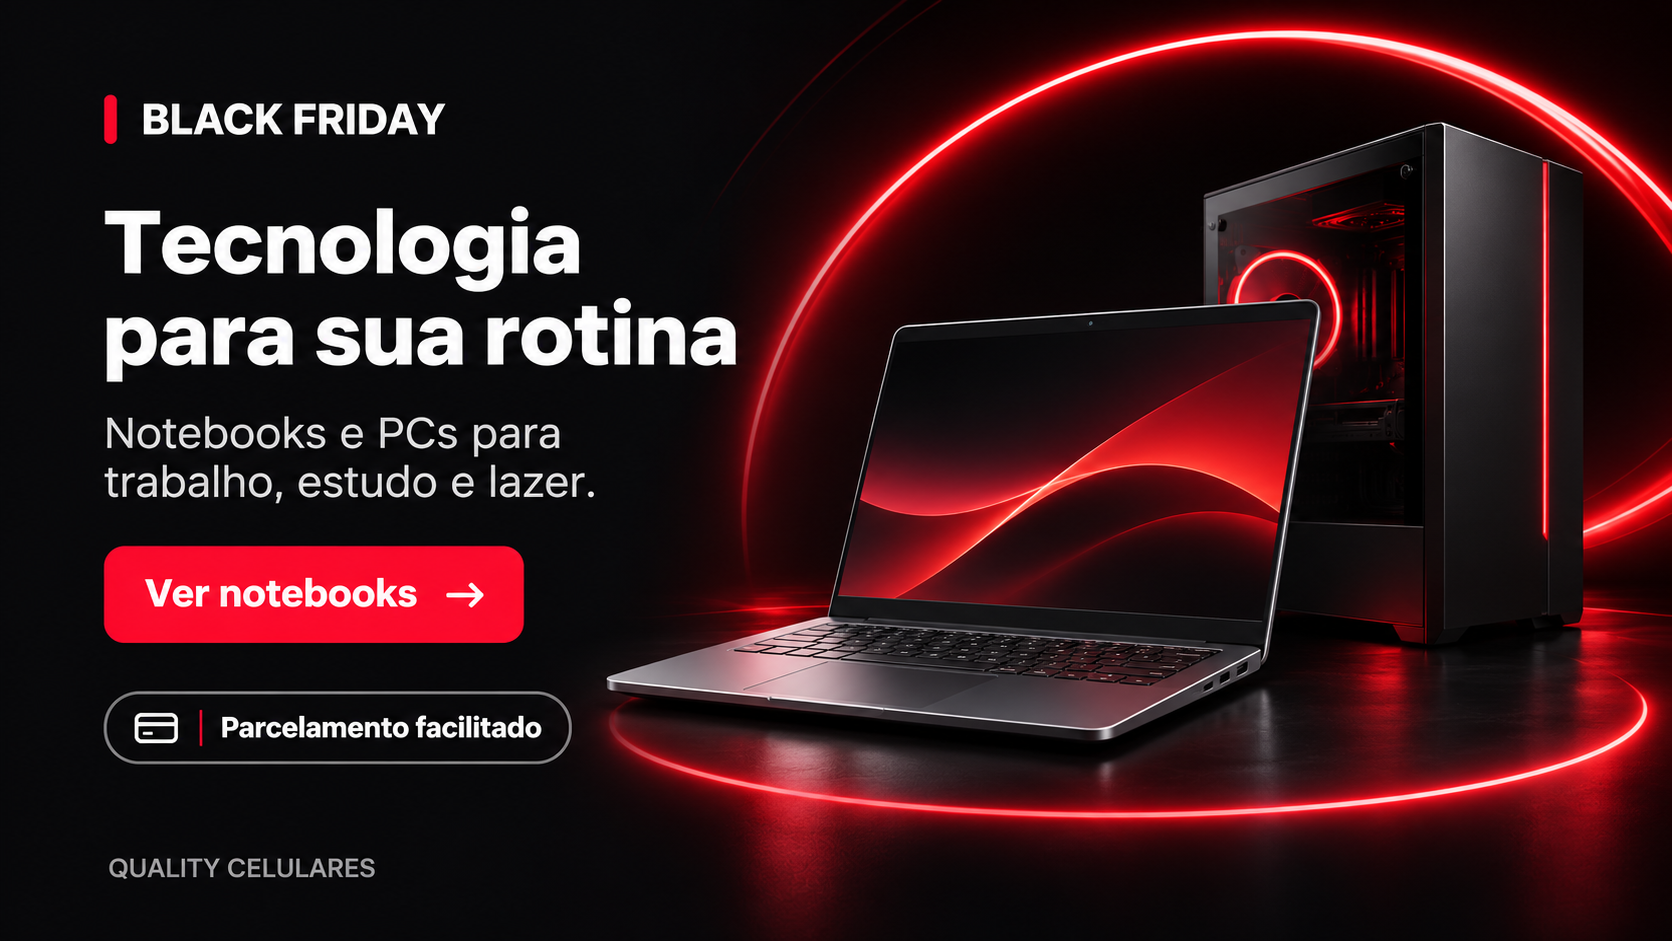 BLACK FRIDAY
Tecnologia
para sua rotina
Notebooks e PCs para
trabalho, estudo e lazer.
Ver notebooks →
Parcelamento facilitado
QUALITY CELULARES